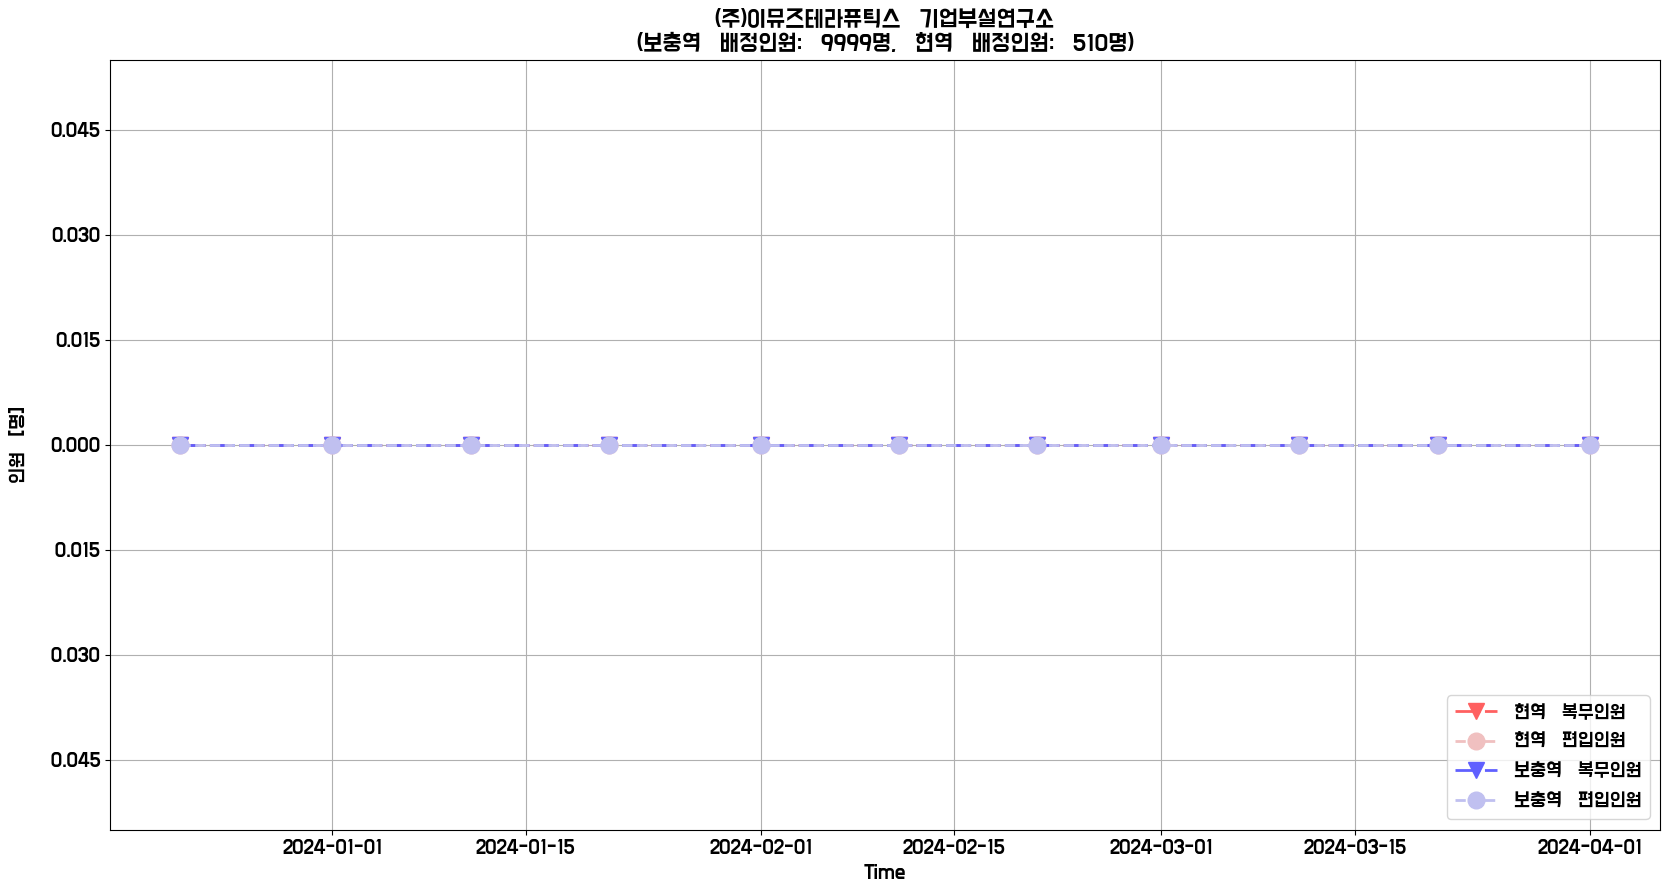 (주)이뮤즈테라퓨틱스 기업부설연구소
(보충역 배정인원: 9999명, 현역 배정인원: 510명)
0.045
0.030
0.015
0.000
0.015
0.030
0.045
인원 [명]
현역 복무인원
현역 편입인원
보충역 복무인원
보충역 편입인원
2024-01-01 2024-01-15 2024-02-01 2024-02-15 2024-03-01 2024-03-15 2024-04-01
Time